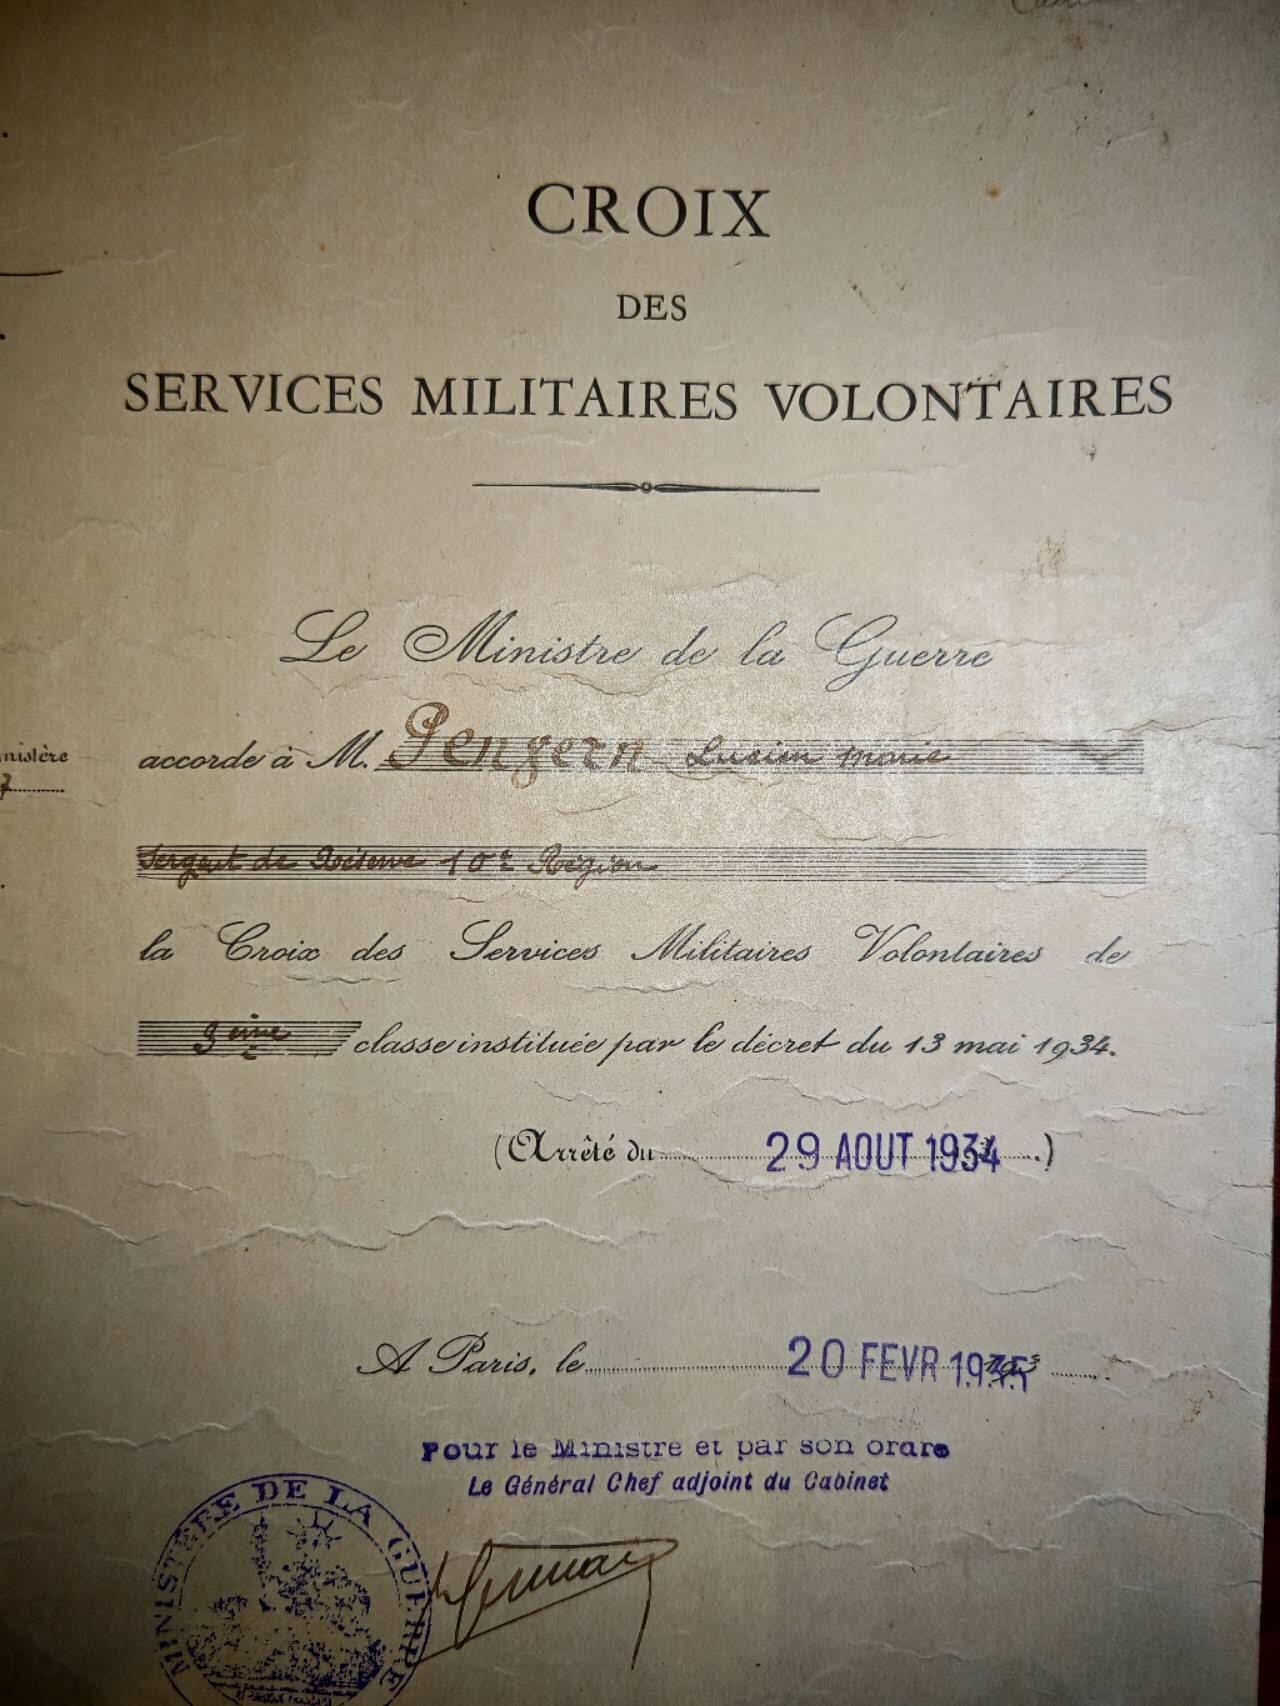 CROIX
DES
SERVICES MILITAIRES VOLONTAIRES
Le Ministre de la Guerre
nistère
accorde à M. Pengern Lucien Marie
7
Sergent de Réserve 10e Région
la Croix des Services Militaires Volontaires de
3ème classe instituée par le décret du 13 mai 1934.
(Arrêté du 29 AOUT 1934 .)
A Paris, le 20 FEVR 1935
Pour le Ministre et par son ordre
Le Général Chef adjoint du Cabinet
MINISTÈRE DE LA GUERRE